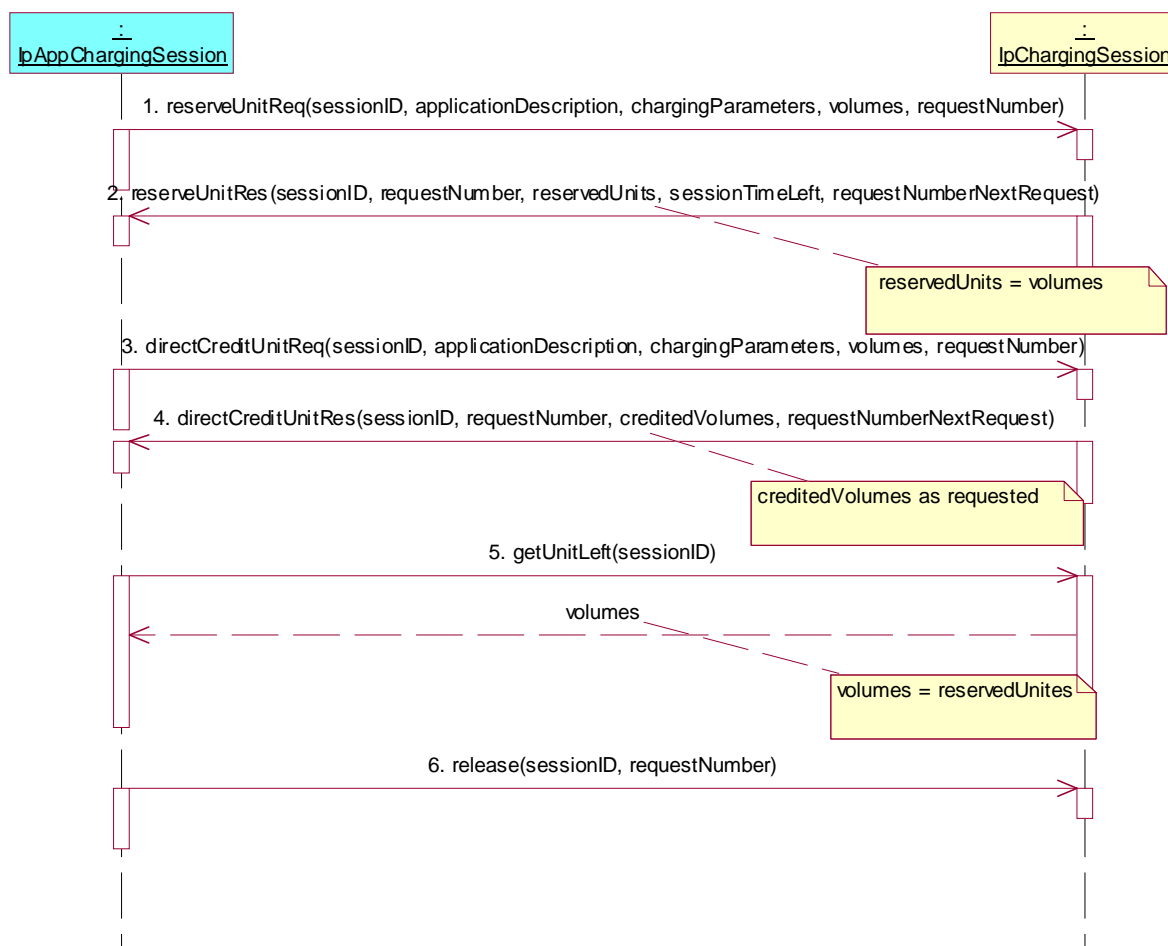 :
IpAppChargingSession
:
IpChargingSession
1. reserveUnitReq(sessionID, applicationDescription, chargingParameters, volumes, requestNumber)
2. reserveUnitRes(sessionID, requestNumber, reservedUnits, sessionTimeLeft, requestNumberNextRequest)
reservedUnits = volumes
3. directCreditUnitReq(sessionID, applicationDescription, chargingParameters, volumes, requestNumber)
4. directCreditUnitRes(sessionID, requestNumber, creditedVolumes, requestNumberNextRequest)
creditedVolumes as requested
5. getUnitLeft(sessionID)
volumes
volumes = reservedUnites
6. release(sessionID, requestNumber)